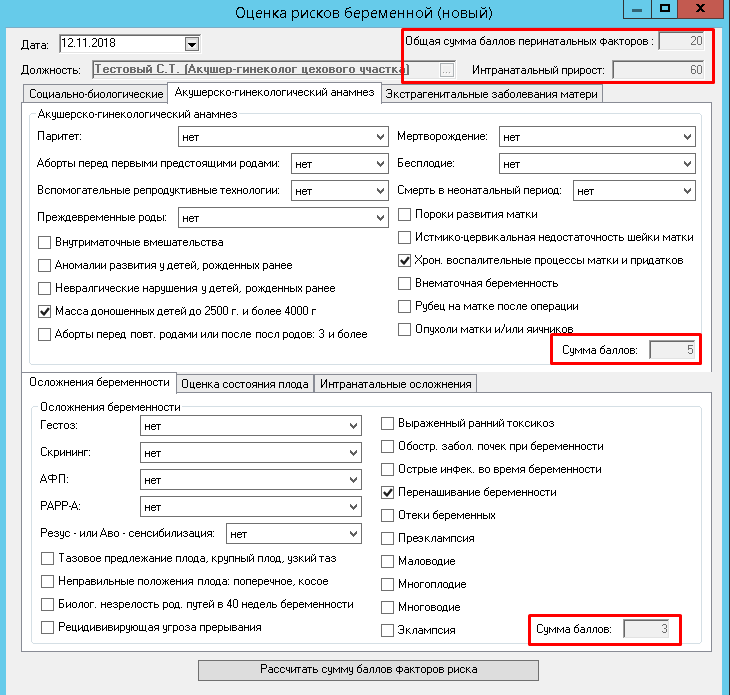 Оценка рисков беременной (новый)
Дата: 12.11.2018
Общая сумма баллов перинатальных факторов : 20
Должность: Тестовый С.Т. (Акушер-гинеколог цехового участка) ...
Интранатальный прирост: 60
Социально-биологические Акушерско-гинекологический анамнез Экстрагенитальные заболевания матери
Акушерско-гинекологический анамнез
Паритет: нет
Аборты перед первыми предстоящими родами: нет
Вспомогательные репродуктивные технологии: нет
Преждевременные роды: нет
Внутриматочные вмешательства
Аномалии развития у детей, рожденных ранее
Невралгические нарушения у детей, рожденных ранее
Масса доношенных детей до 2500 г. и более 4000 г
Аборты перед повт. родами или после посл родов: 3 и более
Мертворождение: нет
Бесплодие: нет
Смерть в неонатальный период: нет
Пороки развития матки
Истмико-цервикальная недостаточность шейки матки
Хрон. воспалительные процессы матки и придатков
Внематочная беременность
Рубец на матке после операции
Опухоли матки и/или яичников
Сумма баллов: 5
Осложнения беременности Оценка состояния плода Интранатальные осложнения
Осложнения беременности
Гестоз: нет
Скрининг: нет
АФП: нет
PAPP-A: нет
Резус - или Аво - сенсибилизация: нет
Тазовое предлежание плода, крупный плод, узкий таз
Неправильные положения плода: поперечное, косое
Биолог. незрелость род. путей в 40 недель беременности
Рецидививирующая угроза прерывания
Выраженный ранний токсикоз
Обостр. забол. почек при беременности
Острые инфек. во время беременности
Перенашивание беременности
Отеки беременных
Преэклампсия
Маловодие
Многоплодие
Многоводие
Эклампсия
Сумма баллов: 3
Рассчитать сумму баллов факторов риска